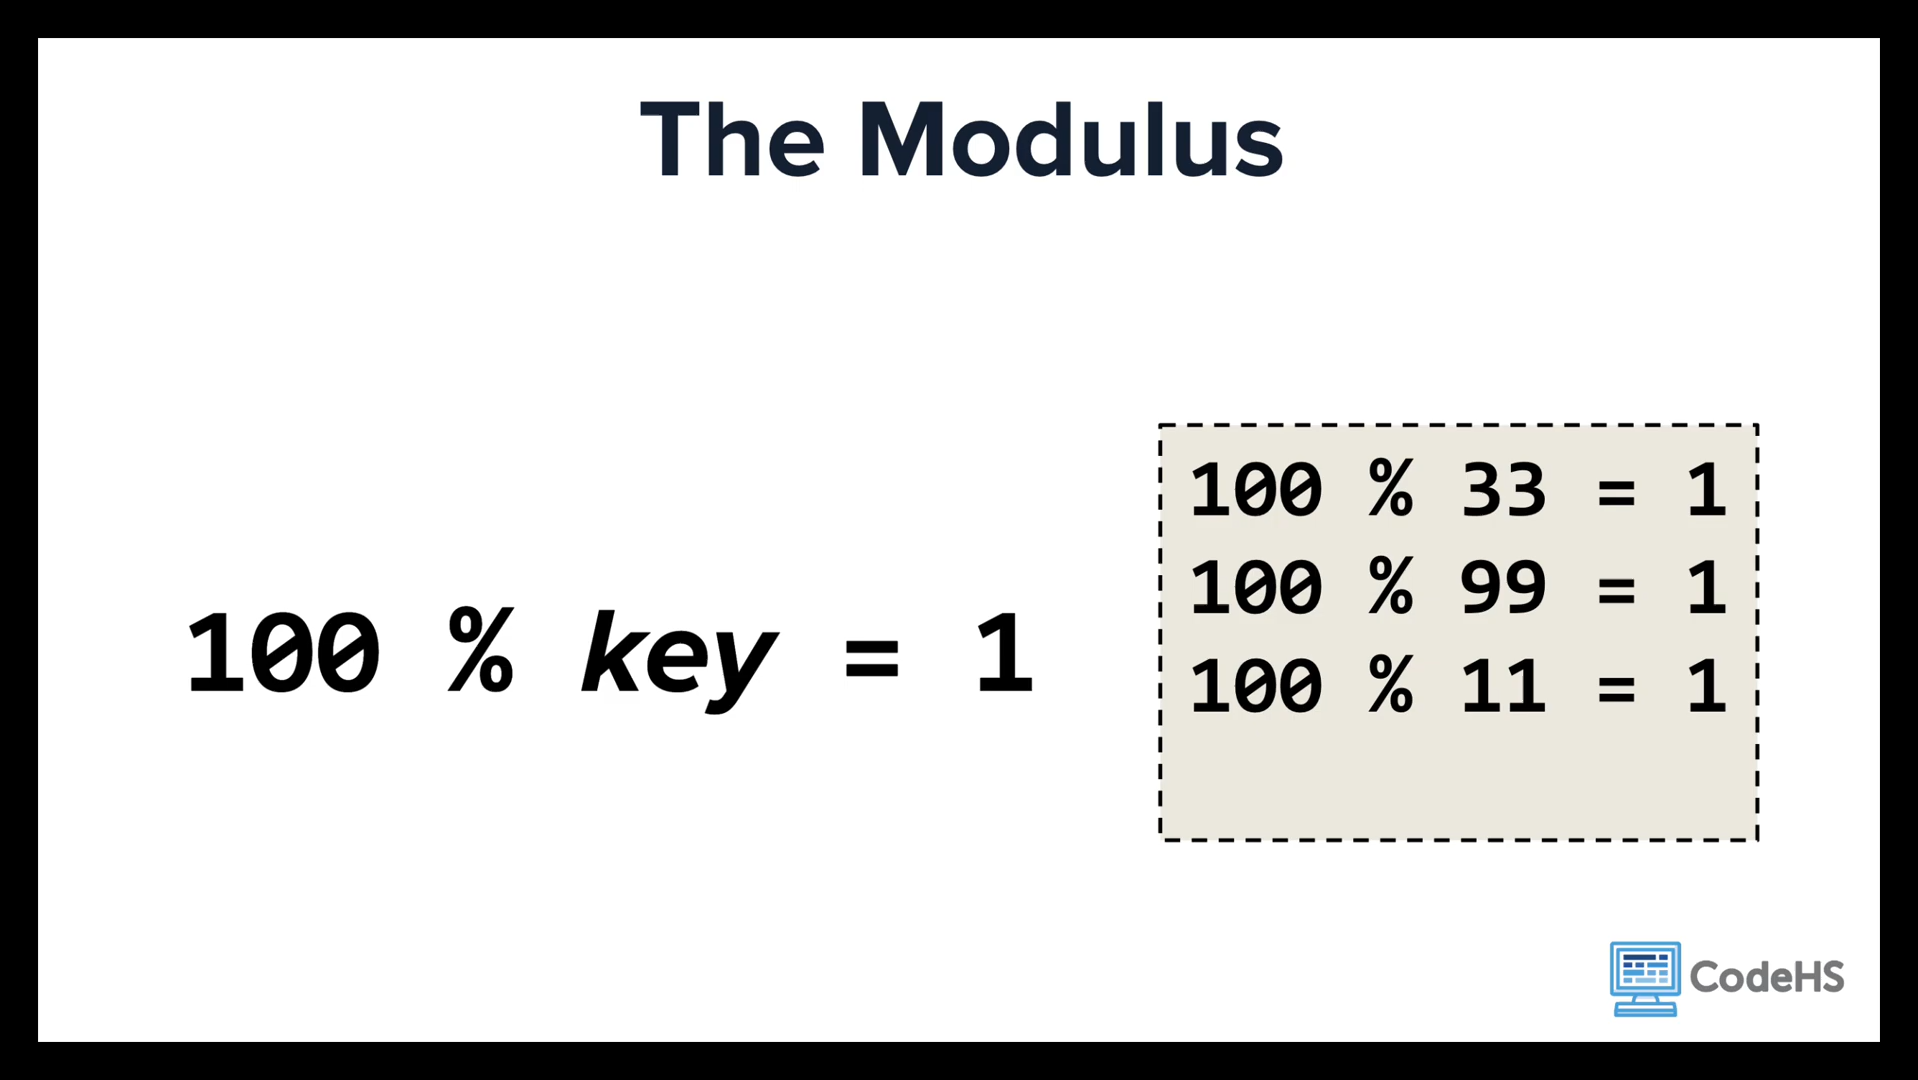 The Modulus
100 % key = 1
100 % 33 = 1
100 % 99 = 1
100 % 11 = 1
CodeHS